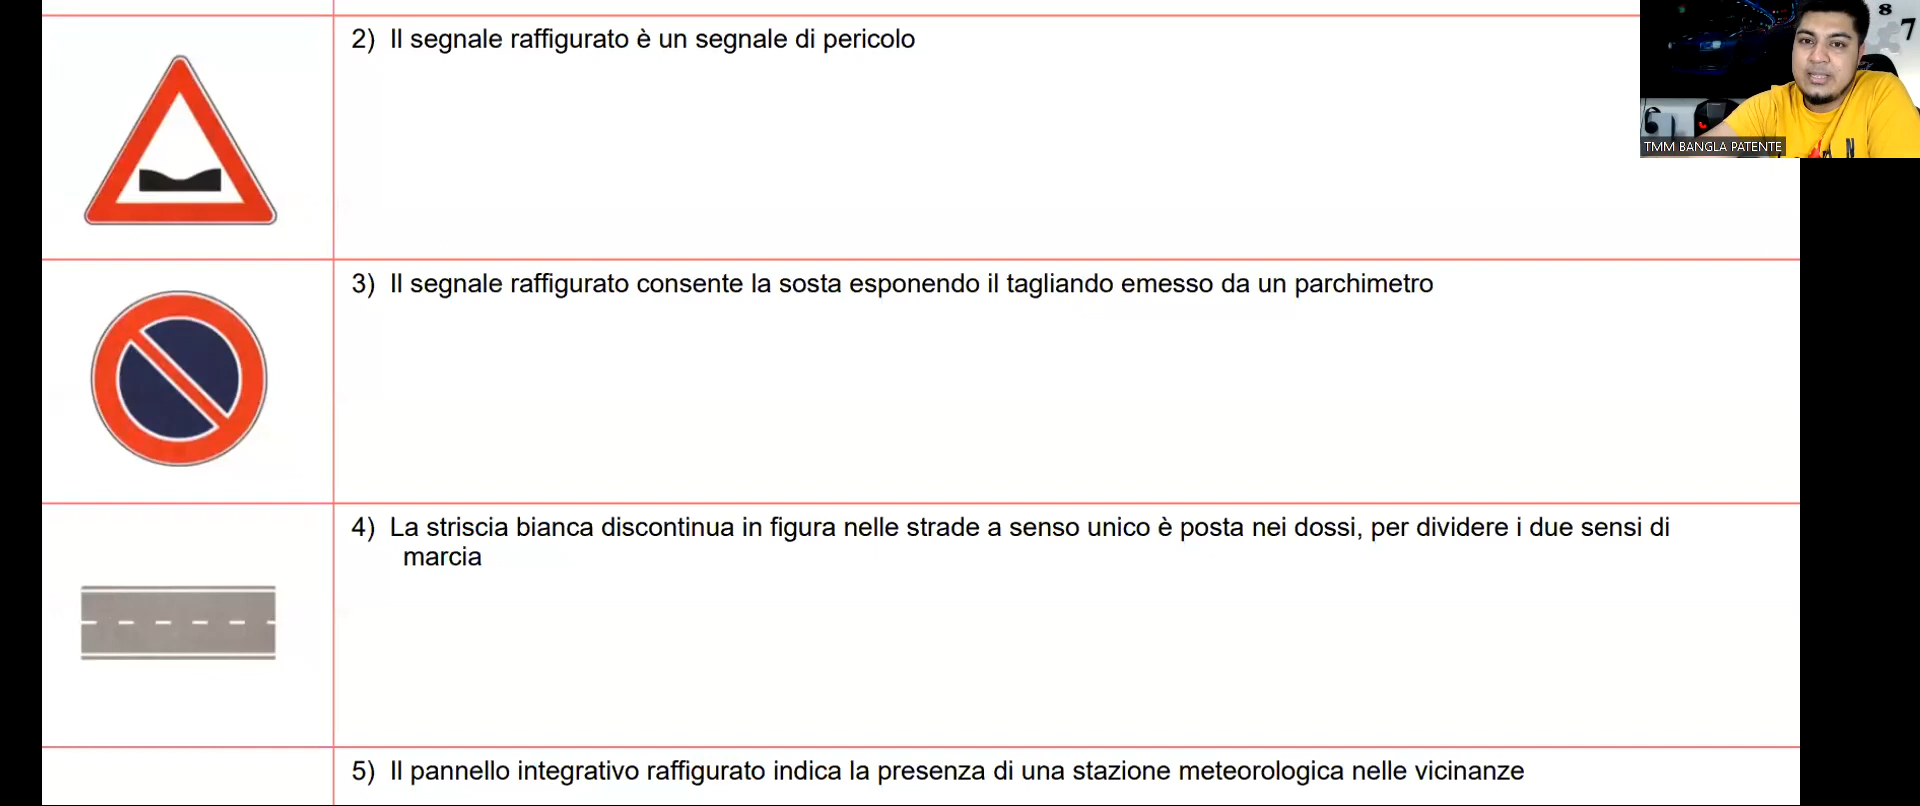 2) Il segnale raffigurato è un segnale di pericolo
3) Il segnale raffigurato consente la sosta esponendo il tagliando emesso da un parchimetro
4) La striscia bianca discontinua in figura nelle strade a senso unico è posta nei dossi, per dividere i due sensi di
marcia
5) Il pannello integrativo raffigurato indica la presenza di una stazione meteorologica nelle vicinanze
8
7
6
TMM BANGLA PATENTE